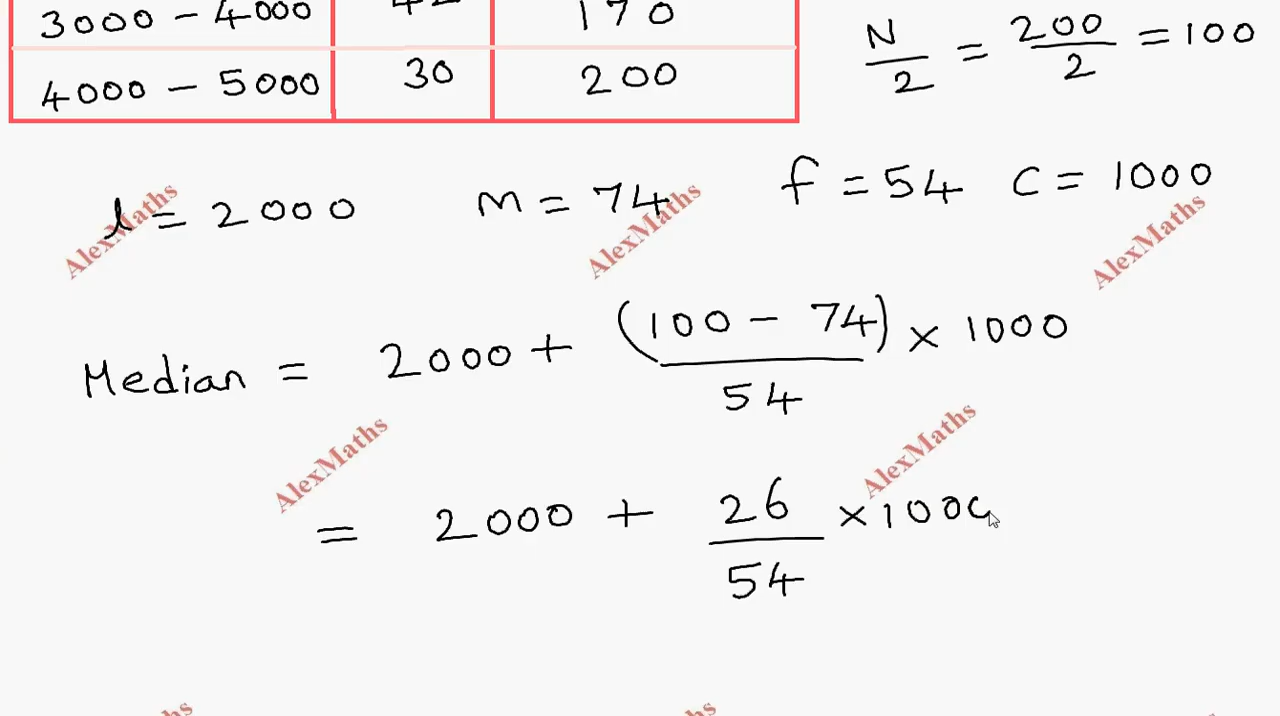 3000 - 4000 170
4000 - 5000 30 200
N/2 = 200/2 = 100
l = 2000 m = 74 f = 54 c = 1000
AlexMaths AlexMaths AlexMaths
Median = 2000 + (100 - 74)/54 × 1000
AlexMaths AlexMaths
= 2000 + 26/54 × 1000